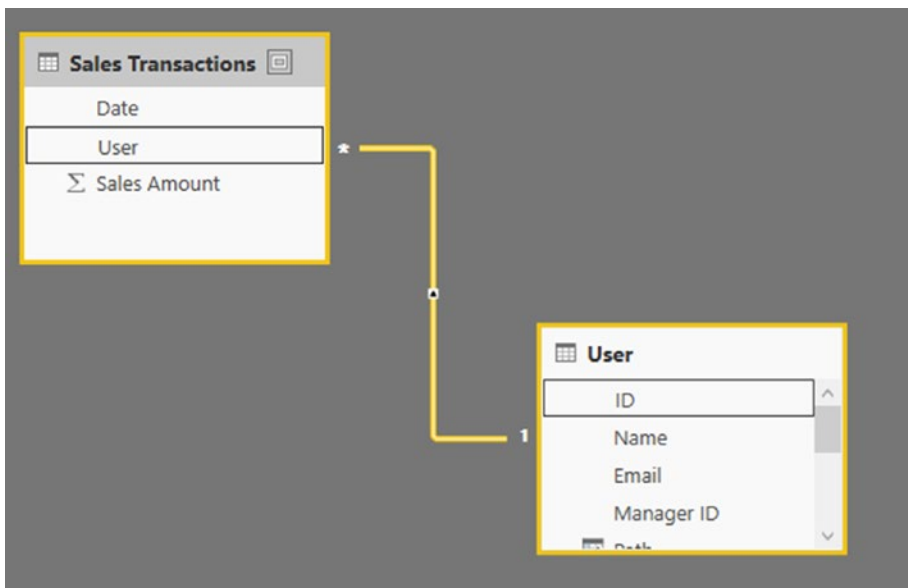 Sales Transactions
Date
User
*
Σ Sales Amount
User
ID
1
Name
Email
Manager ID